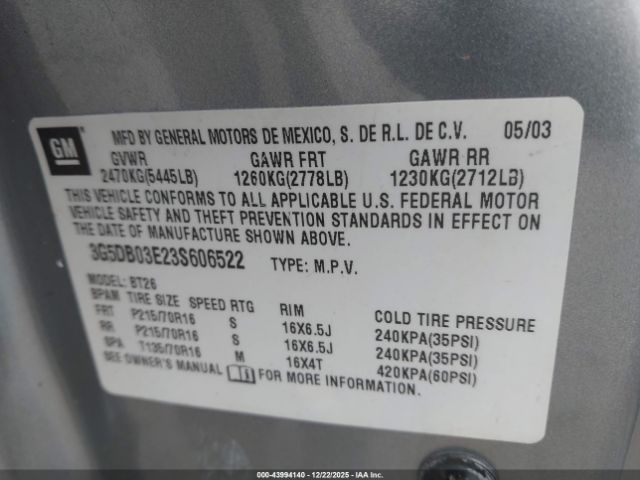 GM
MFD BY GENERAL MOTORS DE MEXICO, S. DE R.L. DE C.V. 05/03
GVWR GAWR FRT GAWR RR
2470KG(5445LB) 1260KG(2778LB) 1230KG(2712LB)
THIS VEHICLE CONFORMS TO ALL APPLICABLE U.S. FEDERAL MOTOR
VEHICLE SAFETY AND THEFT PREVENTION STANDARDS IN EFFECT ON
THE DATE OF MANUFACTURE SHOWN ABOVE.
3G5DB03E23S606522 TYPE: M.P.V.
MODEL: BT26
BPAM TIRE SIZE SPEED RTG RIM COLD TIRE PRESSURE
FRT P215/70R16 S 16X6.5J 240KPA(35PSI)
RR P215/70R16 S 16X6.5J 240KPA(35PSI)
SPA T135/70R16 M 16X4T 420KPA(60PSI)
SEE OWNER'S MANUAL FOR MORE INFORMATION.
000-43994140 - 12/22/2025 - IAAI.com